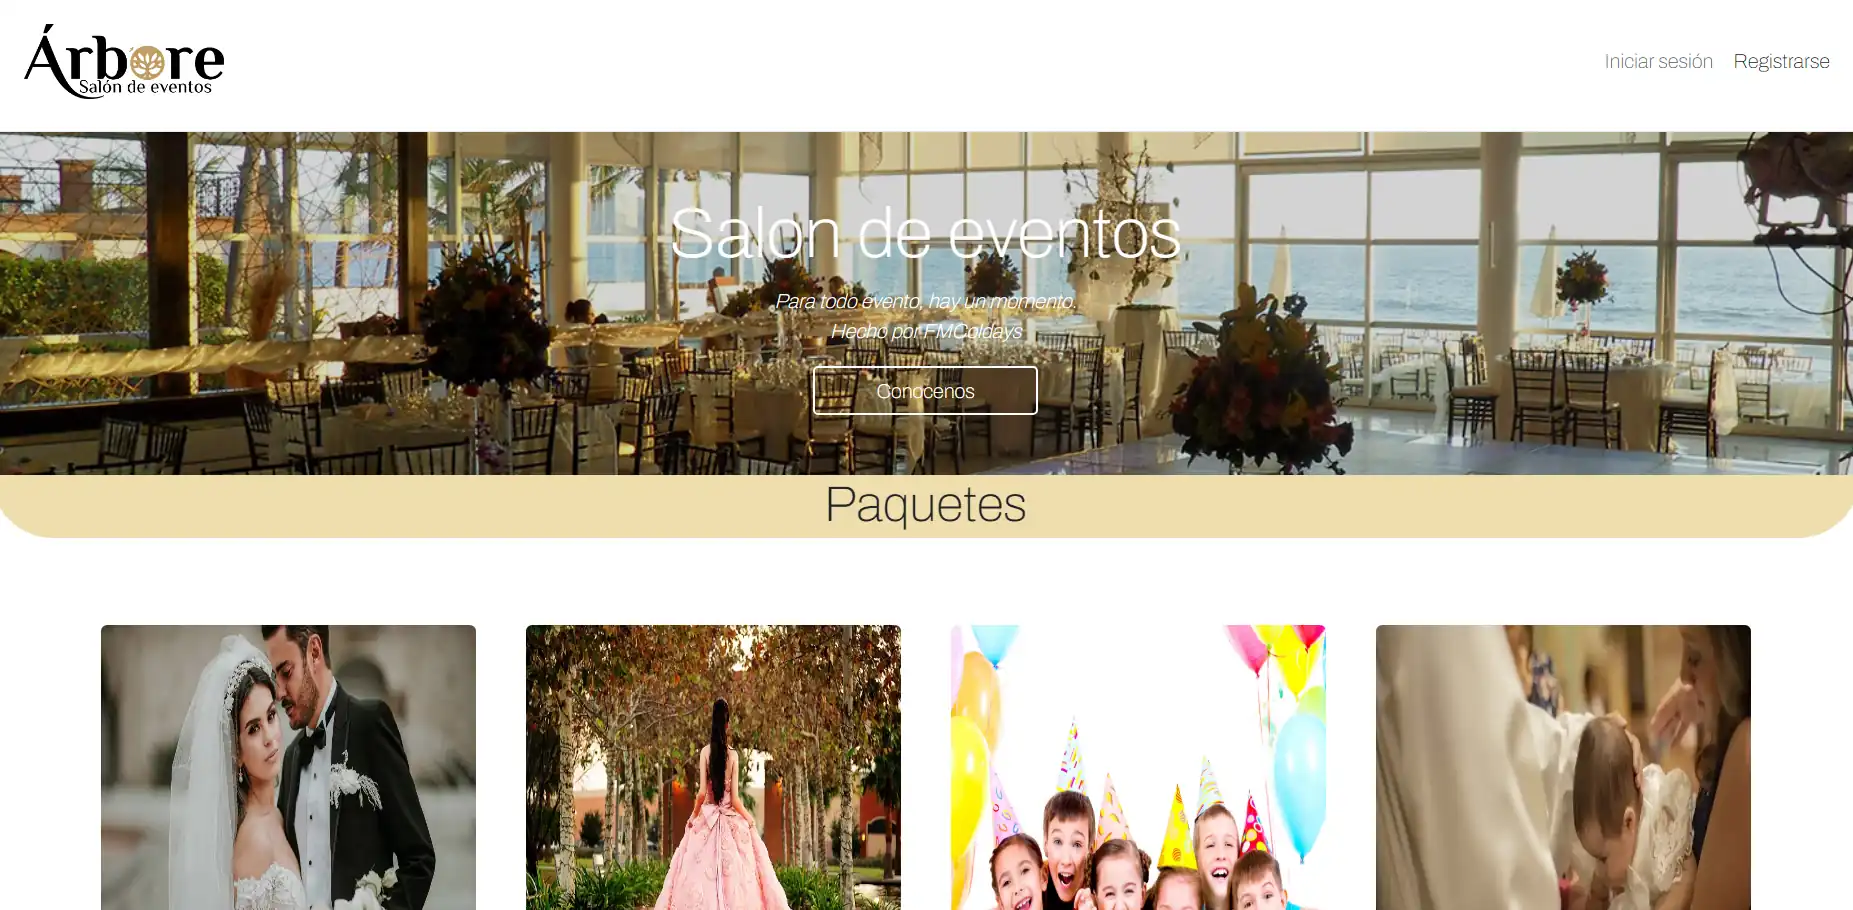 Árbore
Salón de eventos
Iniciar sesión
Registrarse
Salon de eventos
Para todo evento, hay un momento.
Hecho por FMColdays
Conocenos
Paquetes